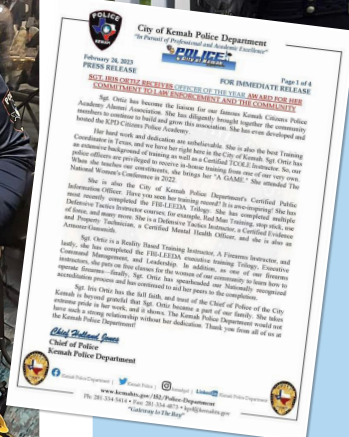 POLICE
KEMAH
City of Kemah Police Department
"In Pursuit of Professional and Academic Excellence"
POLICE
City of Kemah
February 24, 2023
PRESS RELEASE
Page 1 of 4
FOR IMMEDIATE RELEASE
SGT. IRIS ORTIZ RECEIVES OFFICER OF THE YEAR AWARD FOR HER
COMMITMENT TO LAW ENFORCEMENT AND THE COMMUNITY
Sgt. Ortiz has become the liaison for our famous Kemah Citizens Police
Academy Alumni Association. She has diligently brought together the community
members to continue to build and grow this association. She has even developed and
hosted the KPD Citizens Police Academy.
Her hard work and dedication are unbelievable. She is also the best Training
Coordinator in Texas, and we have her right here in the City of Kemah. Sgt. Ortiz has
an extensive background of training as well as a Certified TCOLE Instructor. So, our
police officers are privileged to receive in-house training from one of our very own.
When she teaches our constituents, she brings her "A GAME." She attended The
National Women's Conference in 2022.
She is also the City of Kemah Police Department's Certified Public
Information Officer. Have you seen her training record? It is awe-inspiring! She has
most recently completed the FBI-LEEDA Trilogy. She has completed multiple
Defensive Tactics Instructor courses; for example, Red Man Training, stop stick, use
of force, and many more. She is a Defensive Tactics Instructor, a Certified Evidence
and Property Technician, a Certified Mental Health Officer, and she is also an
Armorer-Gunsmith.
Sgt. Ortiz is a Reality Based Training Instructor, A Firearms Instructor, and
lastly, she has completed the FBI-LEEDA executive training Trilogy, Executive
Command Management, and Leadership. In addition, as one of our firearms
instructors, she puts on free classes for the women of our community to learn how to
operate firearms—finally, Sgt. Ortiz has spearheaded our Nationally recognized
accreditation process and has continued to aid her peers to the completion.
Sgt. Iris Ortiz has the full faith, and trust of the Chief of Police of the City
of Kemah is beyond grateful that Sgt. Ortiz became a part of our family. She takes
extreme pride in her work, and it shows. The Kemah Police Department would not
have such a strong relationship without her dedication. Thank you from all of us at
the Kemah Police Department!
Chief Holland Jones
Chief of Police
Kemah Police Department
Kemah Police Department | Kemah Police | Kemahpd | LinkedIn Kemah Police Department
www.kemahtx.gov/182/Police-Department
Ph: 281-334-5414 • Fax: 281-334-4875 •
"Gateway to The Bay"